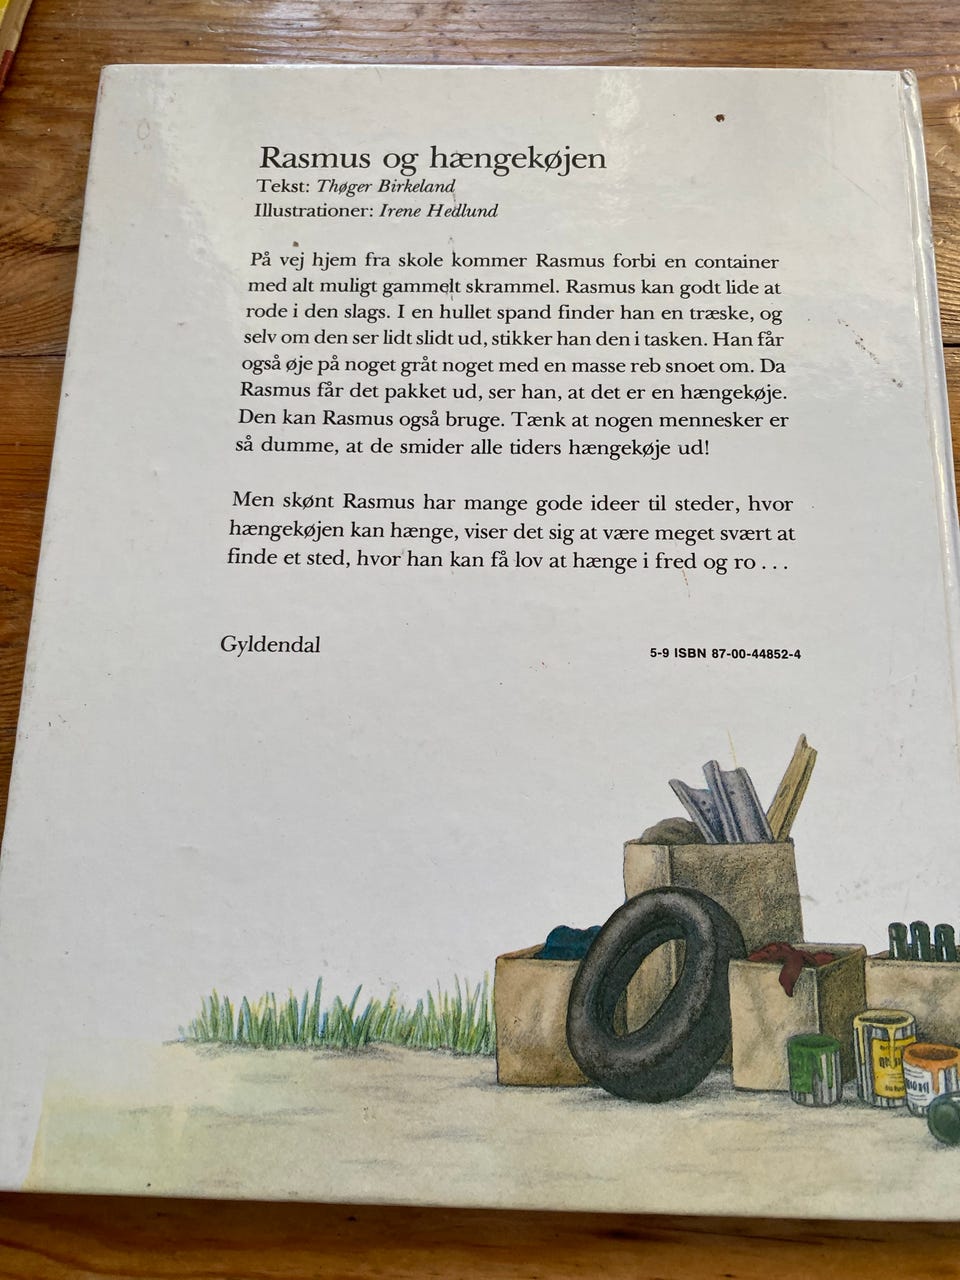 Rasmus og hængekøjen
Tekst: Thøger Birkeland
Illustrationer: Irene Hedlund
På vej hjem fra skole kommer Rasmus forbi en container
med alt muligt gammelt skrammel. Rasmus kan godt lide at
rode i den slags. I en hullet spand finder han en træske, og
selv om den ser lidt slidt ud, stikker han den i tasken. Han får
også øje på noget gråt noget med en masse reb snoet om. Da
Rasmus får det pakket ud, ser han, at det er en hængekøje.
Den kan Rasmus også bruge. Tænk at nogen mennesker er
så dumme, at de smider alle tiders hængekøje ud!
Men skønt Rasmus har mange gode ideer til steder, hvor
hængekøjen kan hænge, viser det sig at være meget svært at
finde et sted, hvor han kan få lov at hænge i fred og ro . . .
Gyldendal
5-9 ISBN 87-00-44852-4